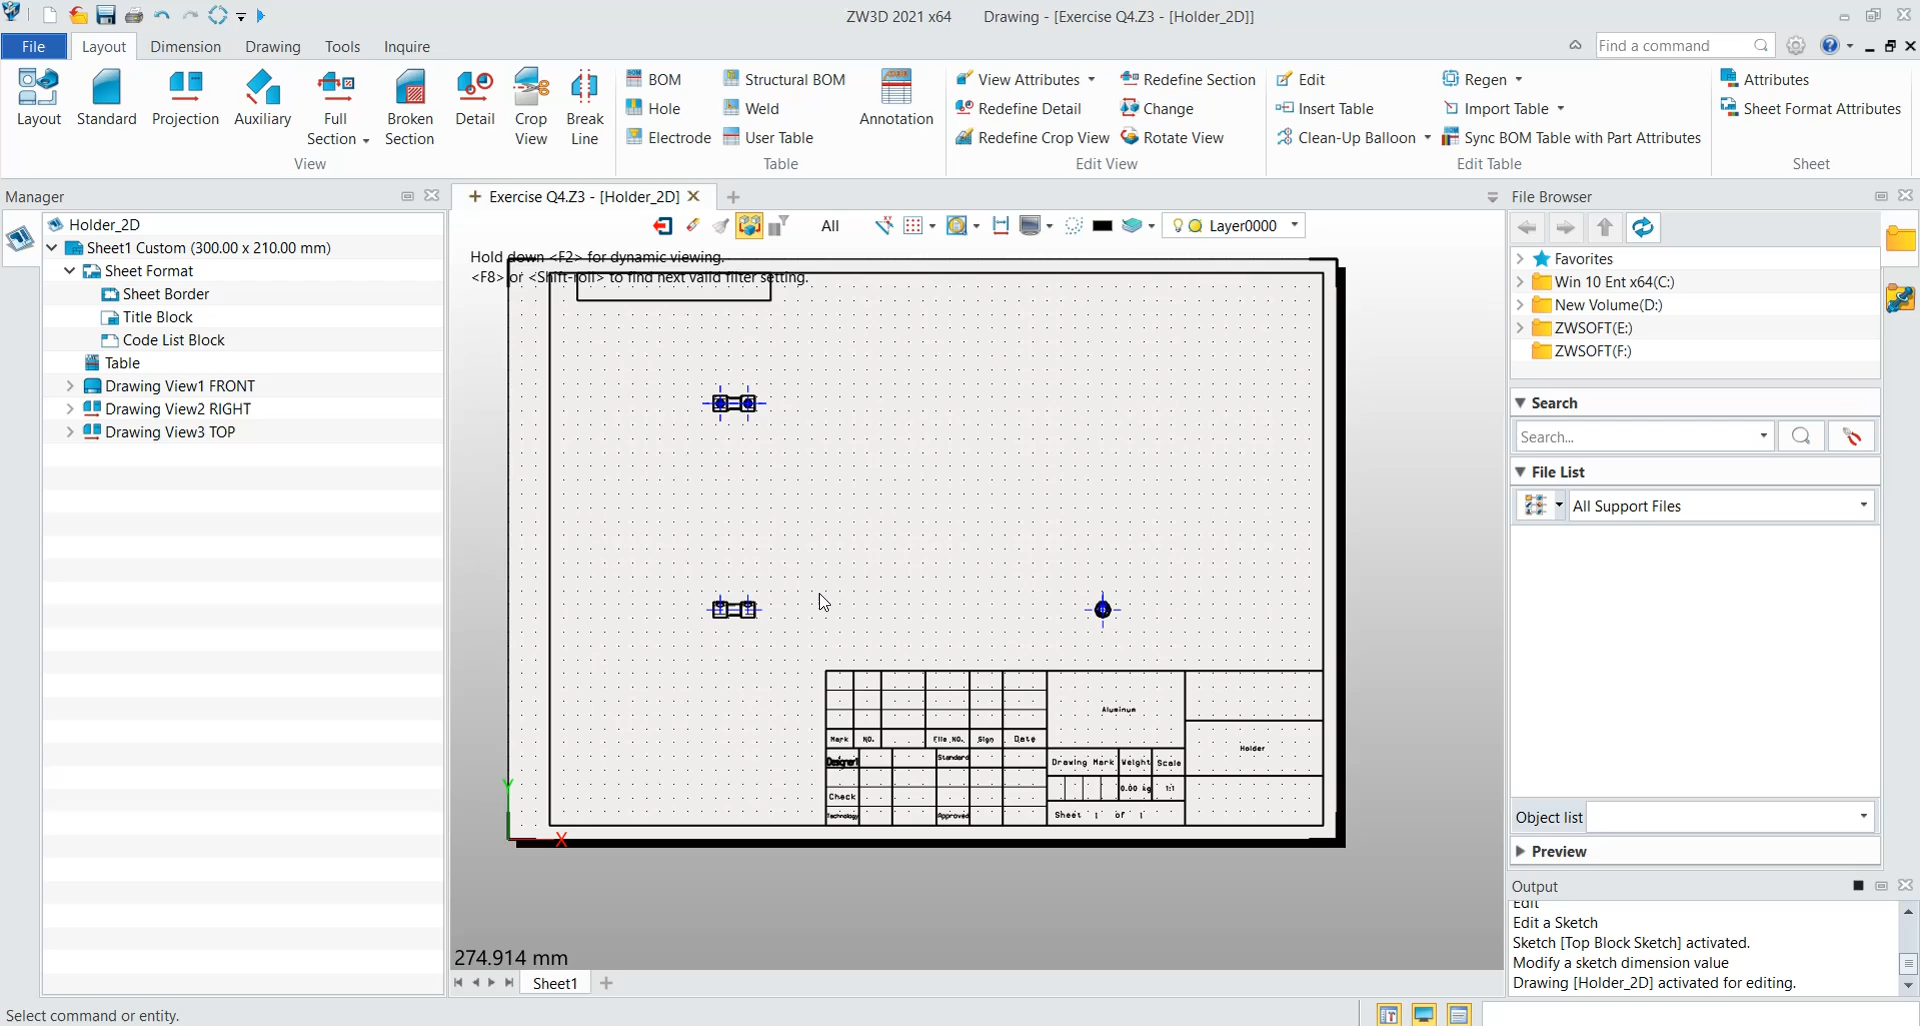 ZW3D 2021 x64 Drawing - [Exercise Q4.Z3 - [Holder_2D]]
File Layout Dimension Drawing Tools Inquire
Find a command
Layout Standard Projection Auxiliary Full Section Broken Section Detail Crop View Break Line
View
BOM Structural BOM
Hole Weld
Electrode User Table
Annotation
Table
View Attributes Redefine Section
Redefine Detail Change
Redefine Crop View Rotate View
Edit View
Edit Regen
Insert Table Import Table
Clean-Up Balloon Sync BOM Table with Part Attributes
Edit Table
Attributes
Sheet Format Attributes
Sheet
Manager
Holder_2D
Sheet1 Custom (300.00 x 210.00 mm)
Sheet Format
Sheet Border
Title Block
Code List Block
Table
Drawing View1 FRONT
Drawing View2 RIGHT
Drawing View3 TOP
Exercise Q4.Z3 - [Holder_2D]
All
Layer0000
Hold down <F2> for dynamic viewing.
<F8> or <Shift-roll> to find next valid filter setting.
Aluminum
Holder
Mark NO. File NO. Sign Date
Designer1 Standard
Drawing Mark Weight Scale
0.00 kg 1:1
Check
Technology Approved
Sheet 1 of 1
Y
X
274.914 mm
Sheet1
File Browser
Favorites
Win 10 Ent x64(C:)
New Volume(D:)
ZWSOFT(E:)
ZWSOFT(F:)
Search
Search...
File List
All Support Files
Object list
Preview
Output
Edit
Edit a Sketch
Sketch [Top Block Sketch] activated.
Modify a sketch dimension value
Drawing [Holder_2D] activated for editing.
Select command or entity.